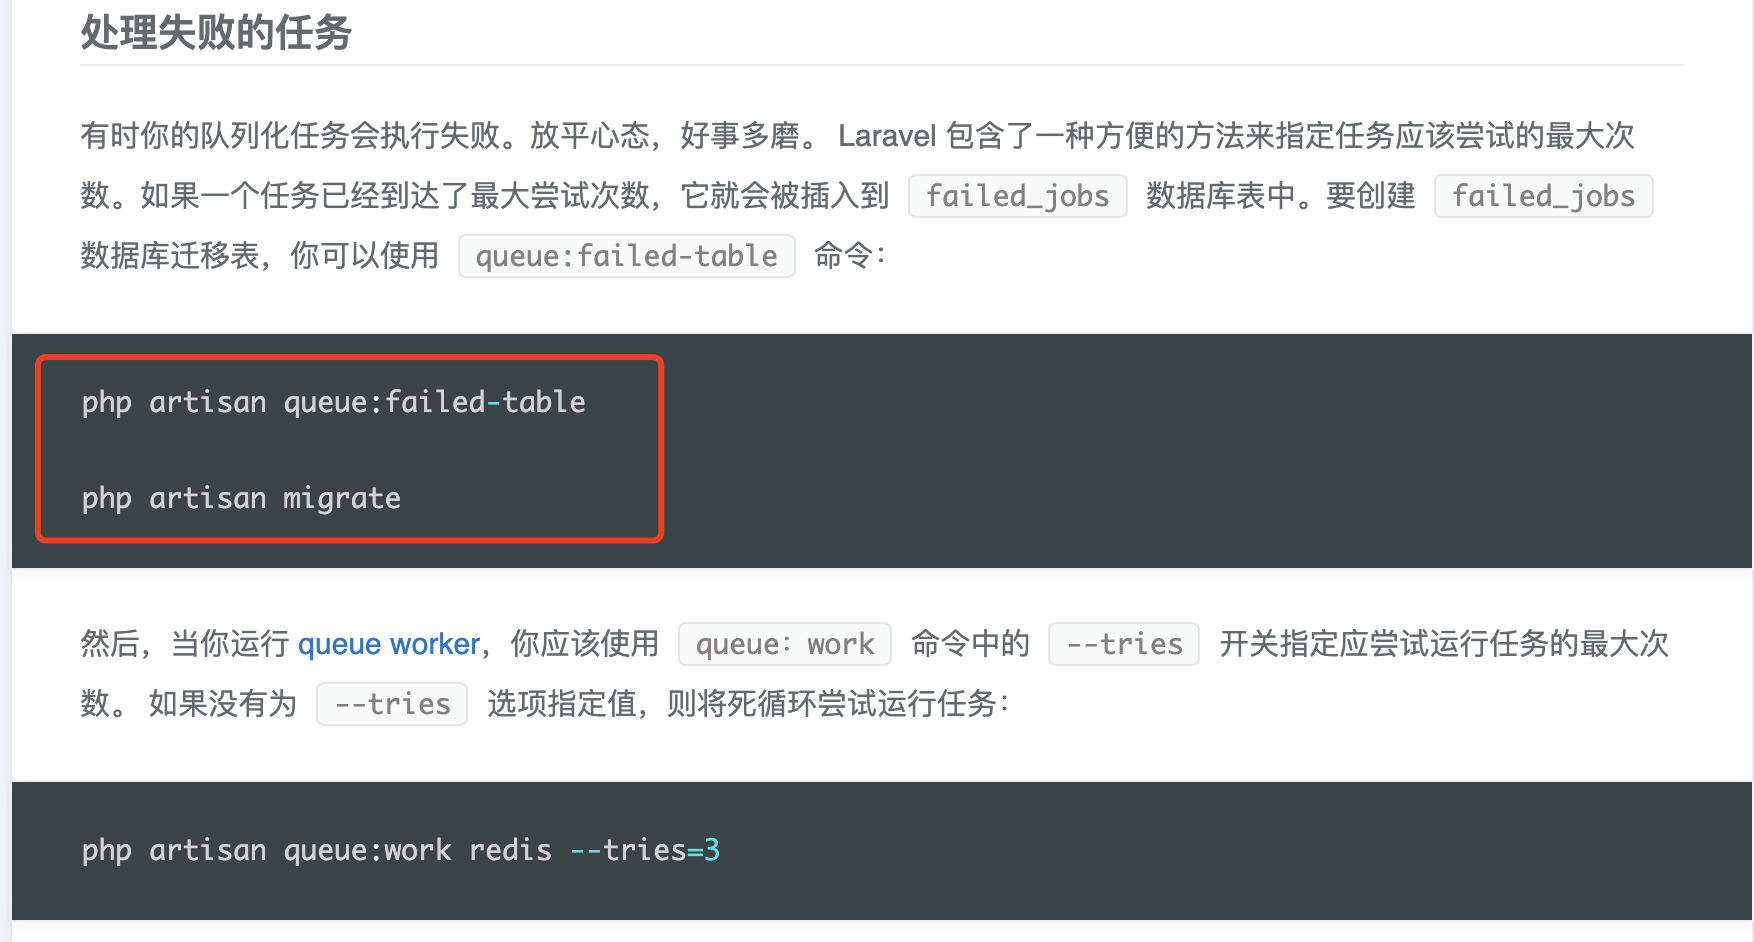 处理失败的任务
有时你的队列化任务会执行失败。放平心态，好事多磨。 Laravel 包含了一种方便的方法来指定任务应该尝试的最大次
数。如果一个任务已经到达了最大尝试次数，它就会被插入到 failed_jobs 数据库表中。要创建 failed_jobs
数据库迁移表，你可以使用 queue:failed-table 命令：
php artisan queue:failed-table
php artisan migrate
然后，当你运行 queue worker，你应该使用 queue：work 命令中的 --tries 开关指定应尝试运行任务的最大次
数。 如果没有为 --tries 选项指定值，则将死循环尝试运行任务：
php artisan queue:work redis --tries=3